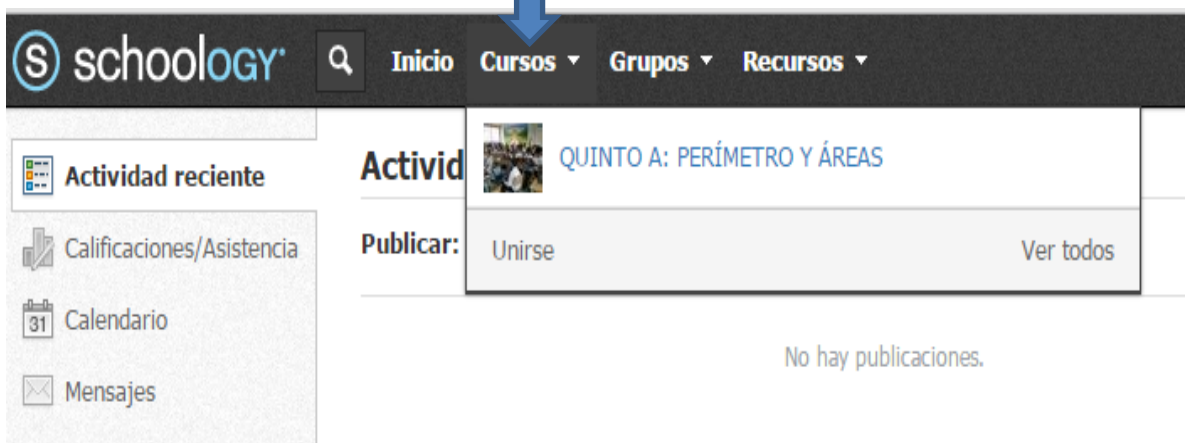 schoology Inicio Cursos Grupos Recursos
Actividad reciente
Calificaciones/Asistencia
31 Calendario
Mensajes
Activid
Publicar:
QUINTO A: PERÍMETRO Y ÁREAS
Unirse Ver todos
No hay publicaciones.